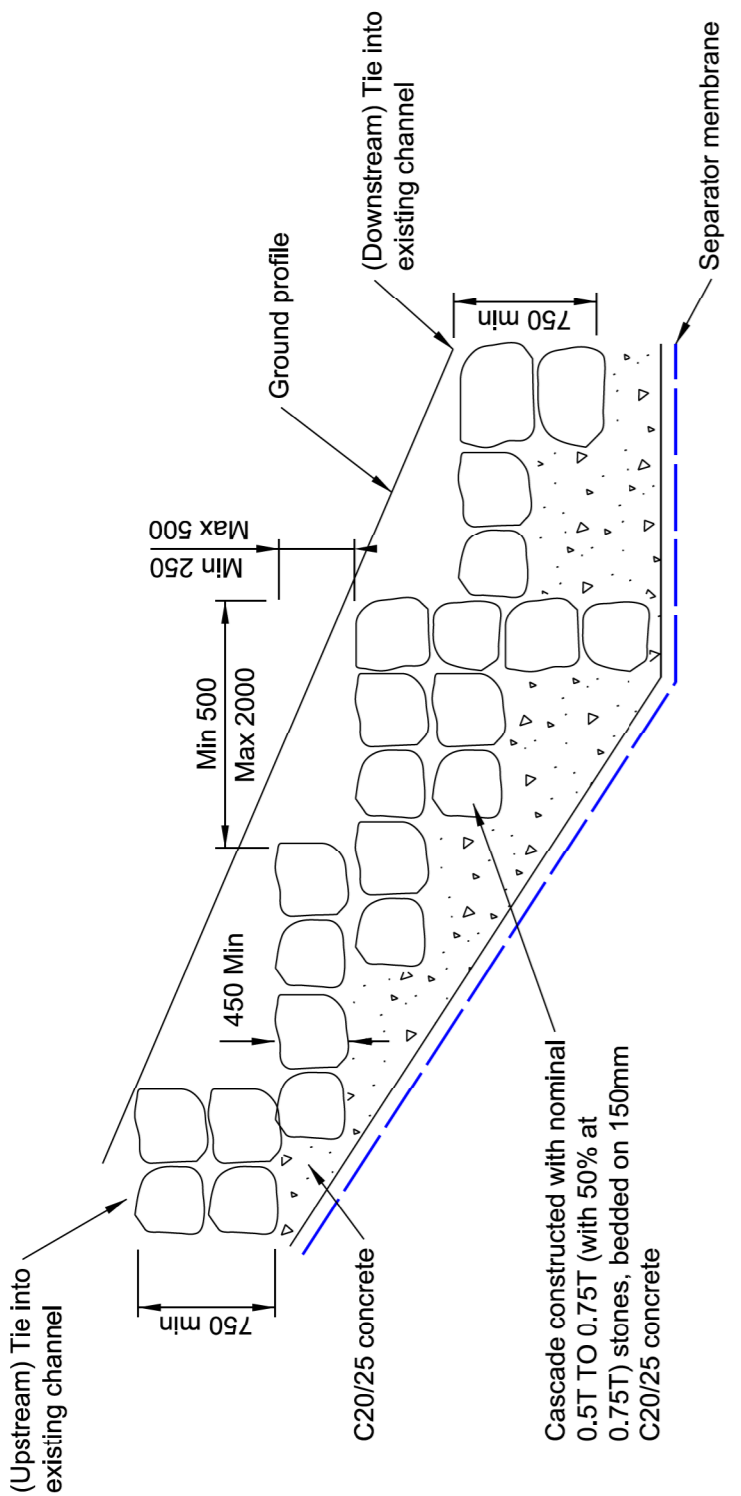 (Upstream) Tie into
existing channel
750 min
C20/25 concrete
Cascade constructed with nominal
0.5T TO 0.75T (with 50% at
0.75T) stones, bedded on 150mm
C20/25 concrete
450 Min
Min 500
Max 2000
Min 250
Max 500
Ground profile
(Downstream) Tie into
existing channel
750 min
Separator membrane